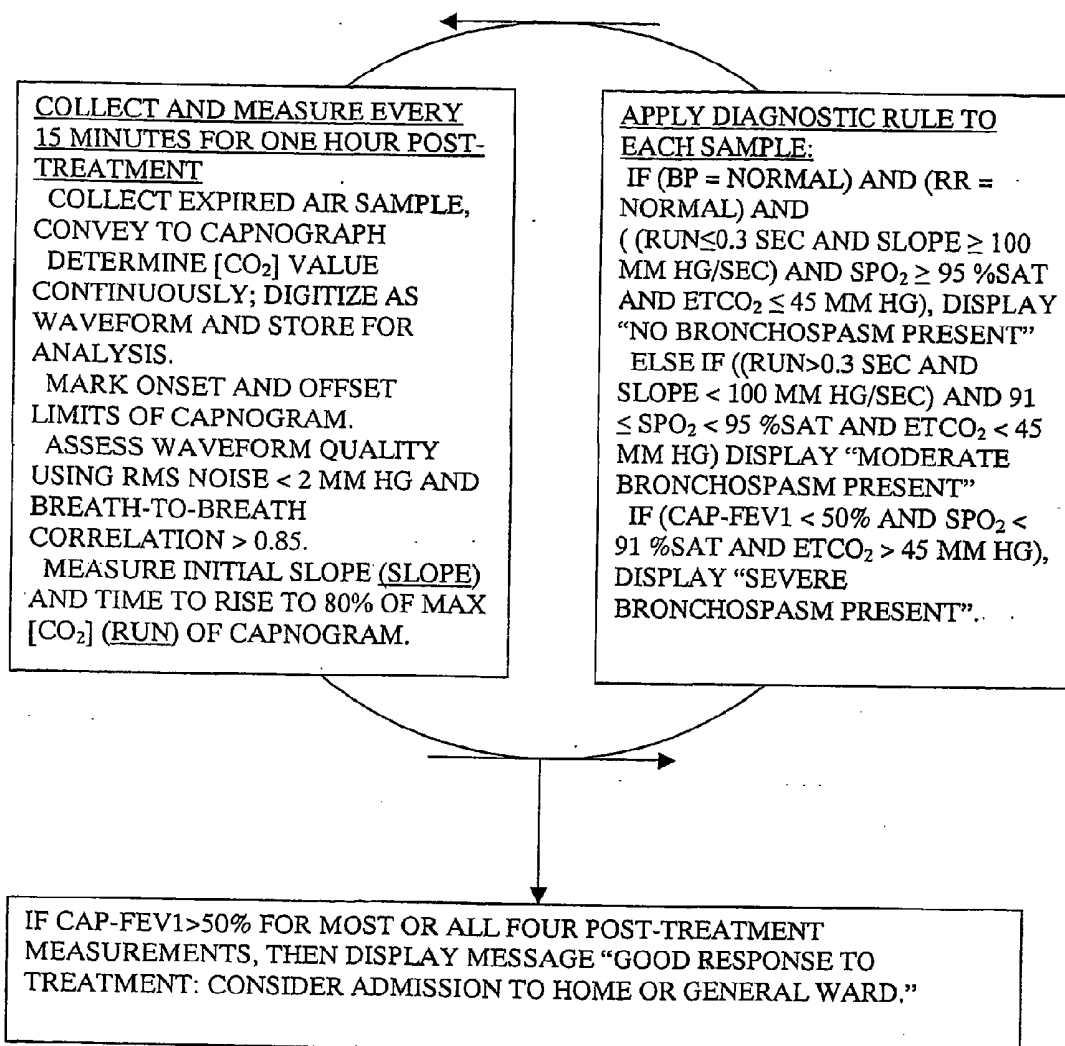 COLLECT AND MEASURE EVERY
15 MINUTES FOR ONE HOUR POST-
TREATMENT
COLLECT EXPIRED AIR SAMPLE,
CONVEY TO CAPNOGRAPH
DETERMINE [CO₂] VALUE
CONTINUOUSLY; DIGITIZE AS
WAVEFORM AND STORE FOR
ANALYSIS.
MARK ONSET AND OFFSET
LIMITS OF CAPNOGRAM.
ASSESS WAVEFORM QUALITY
USING RMS NOISE < 2 MM HG AND
BREATH-TO-BREATH
CORRELATION > 0.85.
MEASURE INITIAL SLOPE (SLOPE)
AND TIME TO RISE TO 80% OF MAX
[CO₂] (RUN) OF CAPNOGRAM.
APPLY DIAGNOSTIC RULE TO
EACH SAMPLE:
IF (BP = NORMAL) AND (RR =
NORMAL) AND
( (RUN≤0.3 SEC AND SLOPE ≥ 100
MM HG/SEC) AND SPO₂ ≥ 95 %SAT
AND ETCO₂ ≤ 45 MM HG), DISPLAY
“NO BRONCHOSPASM PRESENT”
ELSE IF ((RUN>0.3 SEC AND
SLOPE < 100 MM HG/SEC) AND 91
≤ SPO₂ < 95 %SAT AND ETCO₂ < 45
MM HG) DISPLAY “MODERATE
BRONCHOSPASM PRESENT”
IF (CAP-FEV1 < 50% AND SPO₂ <
91 %SAT AND ETCO₂ > 45 MM HG),
DISPLAY “SEVERE
BRONCHOSPASM PRESENT”.
IF CAP-FEV1>50% FOR MOST OR ALL FOUR POST-TREATMENT
MEASUREMENTS, THEN DISPLAY MESSAGE “GOOD RESPONSE TO
TREATMENT: CONSIDER ADMISSION TO HOME OR GENERAL WARD.”